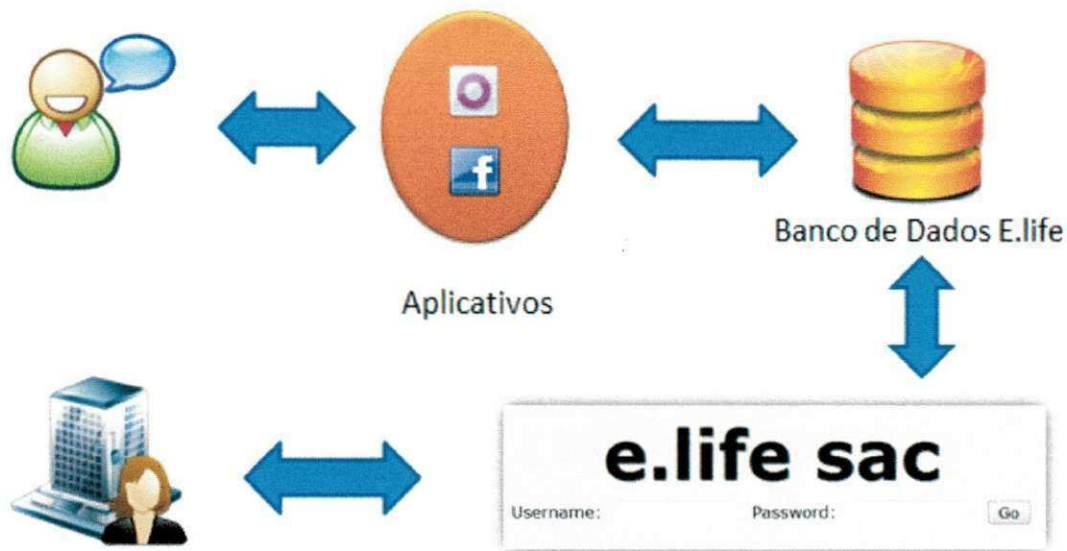 Banco de Dados E.life
Aplicativos
e.life sac
Username:
Password:
Go